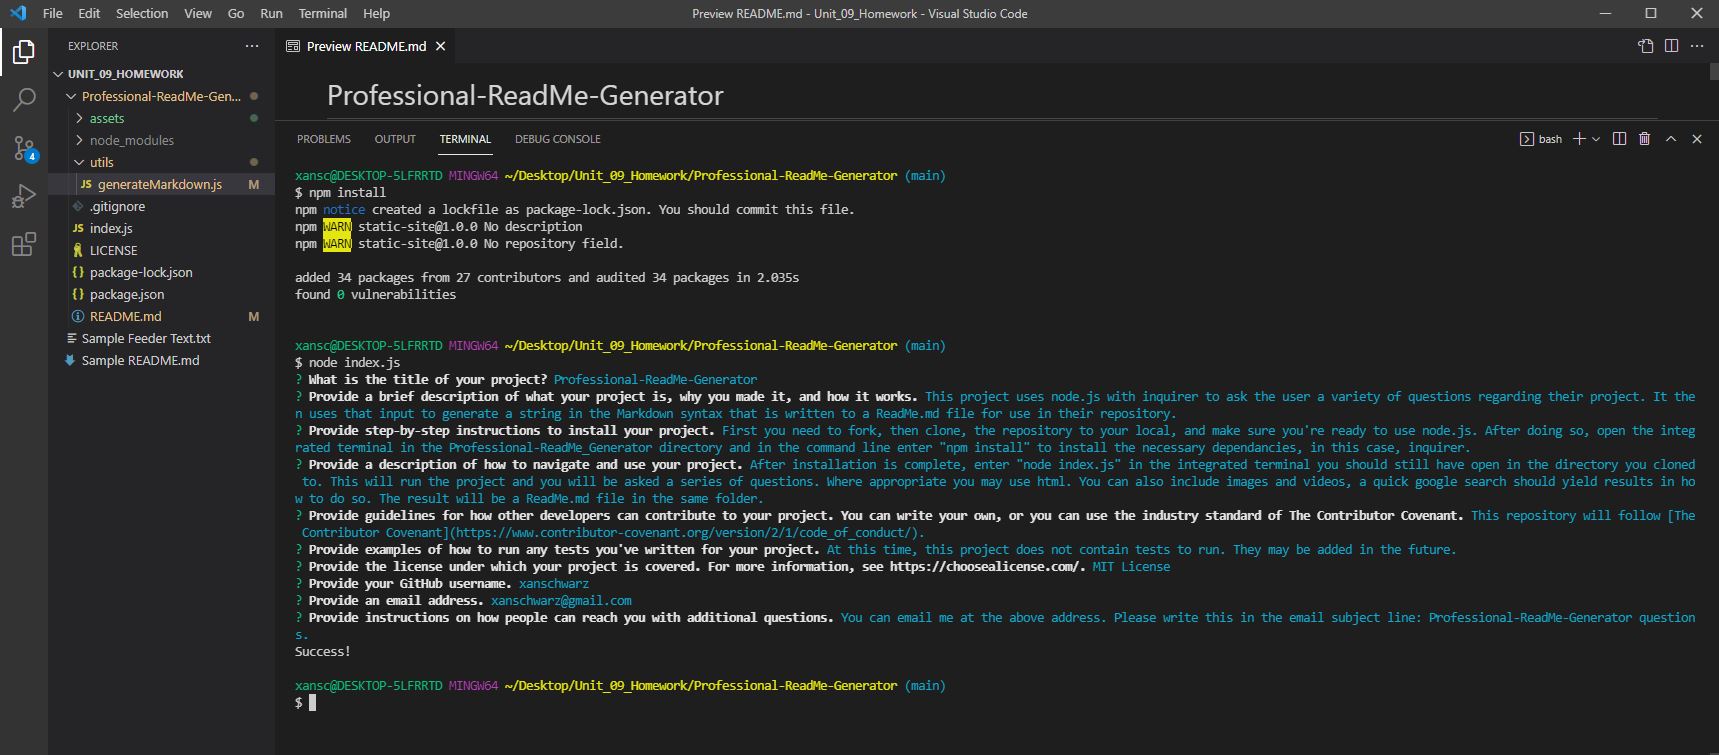 File Edit Selection View Go Run Terminal Help
Preview README.md - Unit_09_Homework - Visual Studio Code
EXPLORER
Preview README.md
UNIT_09_HOMEWORK
Professional-ReadMe-Gen...
assets
node_modules
utils
JS generateMarkdown.js M
.gitignore
JS index.js
LICENSE
{} package-lock.json
{} package.json
README.md M
Sample Feeder Text.txt
Sample README.md
4
Professional-ReadMe-Generator
PROBLEMS OUTPUT TERMINAL DEBUG CONSOLE
bash
xansc@DESKTOP-5LFRRTD MINGW64 ~/Desktop/Unit_09_Homework/Professional-ReadMe-Generator (main)
$ npm install
npm notice created a lockfile as package-lock.json. You should commit this file.
npm WARN static-site@1.0.0 No description
npm WARN static-site@1.0.0 No repository field.
added 34 packages from 27 contributors and audited 34 packages in 2.035s
found 0 vulnerabilities
xansc@DESKTOP-5LFRRTD MINGW64 ~/Desktop/Unit_09_Homework/Professional-ReadMe-Generator (main)
$ node index.js
? What is the title of your project? Professional-ReadMe-Generator
? Provide a brief description of what your project is, why you made it, and how it works. This project uses node.js with inquirer to ask the user a variety of questions regarding their project. It the
n uses that input to generate a string in the Markdown syntax that is written to a ReadMe.md file for use in their repository.
? Provide step-by-step instructions to install your project. First you need to fork, then clone, the repository to your local, and make sure you're ready to use node.js. After doing so, open the integ
rated terminal in the Professional-ReadMe_Generator directory and in the command line enter "npm install" to install the necessary dependancies, in this case, inquirer.
? Provide a description of how to navigate and use your project. After installation is complete, enter "node index.js" in the integrated terminal you should still have open in the directory you cloned
to. This will run the project and you will be asked a series of questions. Where appropriate you may use html. You can also include images and videos, a quick google search should yield results in ho
w to do so. The result will be a ReadMe.md file in the same folder.
? Provide guidelines for how other developers can contribute to your project. You can write your own, or you can use the industry standard of The Contributor Covenant. This repository will follow [The
Contributor Covenant](https://www.contributor-covenant.org/version/2/1/code_of_conduct/).
? Provide examples of how to run any tests you've written for your project. At this time, this project does not contain tests to run. They may be added in the future.
? Provide the license under which your project is covered. For more information, see https://choosealicense.com/. MIT License
? Provide your GitHub username. xanschwarz
? Provide an email address. xanschwarz@gmail.com
? Provide instructions on how people can reach you with additional questions. You can email me at the above address. Please write this in the email subject line: Professional-ReadMe-Generator question
s.
Success!
xansc@DESKTOP-5LFRRTD MINGW64 ~/Desktop/Unit_09_Homework/Professional-ReadMe-Generator (main)
$